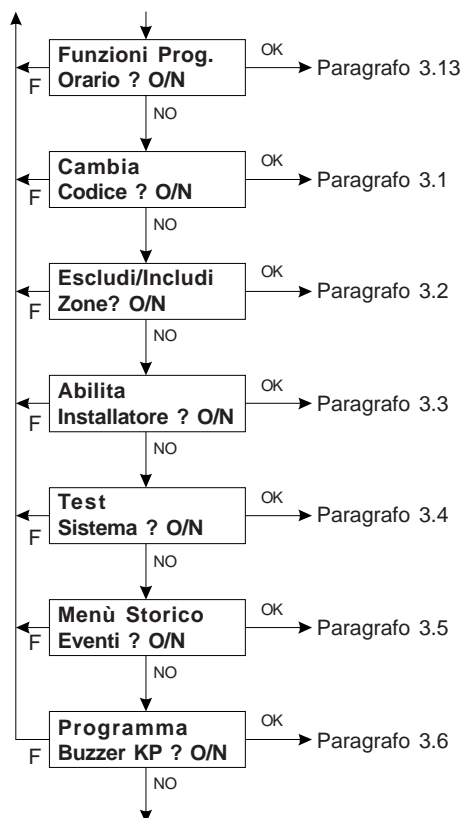 Funzioni Prog.
Orario ? O/N
OK
Paragrafo 3.13
F
NO
Cambia
Codice ? O/N
OK
Paragrafo 3.1
F
NO
Escludi/Includi
Zone? O/N
OK
Paragrafo 3.2
F
NO
Abilita
Installatore ? O/N
OK
Paragrafo 3.3
F
NO
Test
Sistema ? O/N
OK
Paragrafo 3.4
F
NO
Menù Storico
Eventi ? O/N
OK
Paragrafo 3.5
F
NO
Programma
Buzzer KP ? O/N
OK
Paragrafo 3.6
F
NO